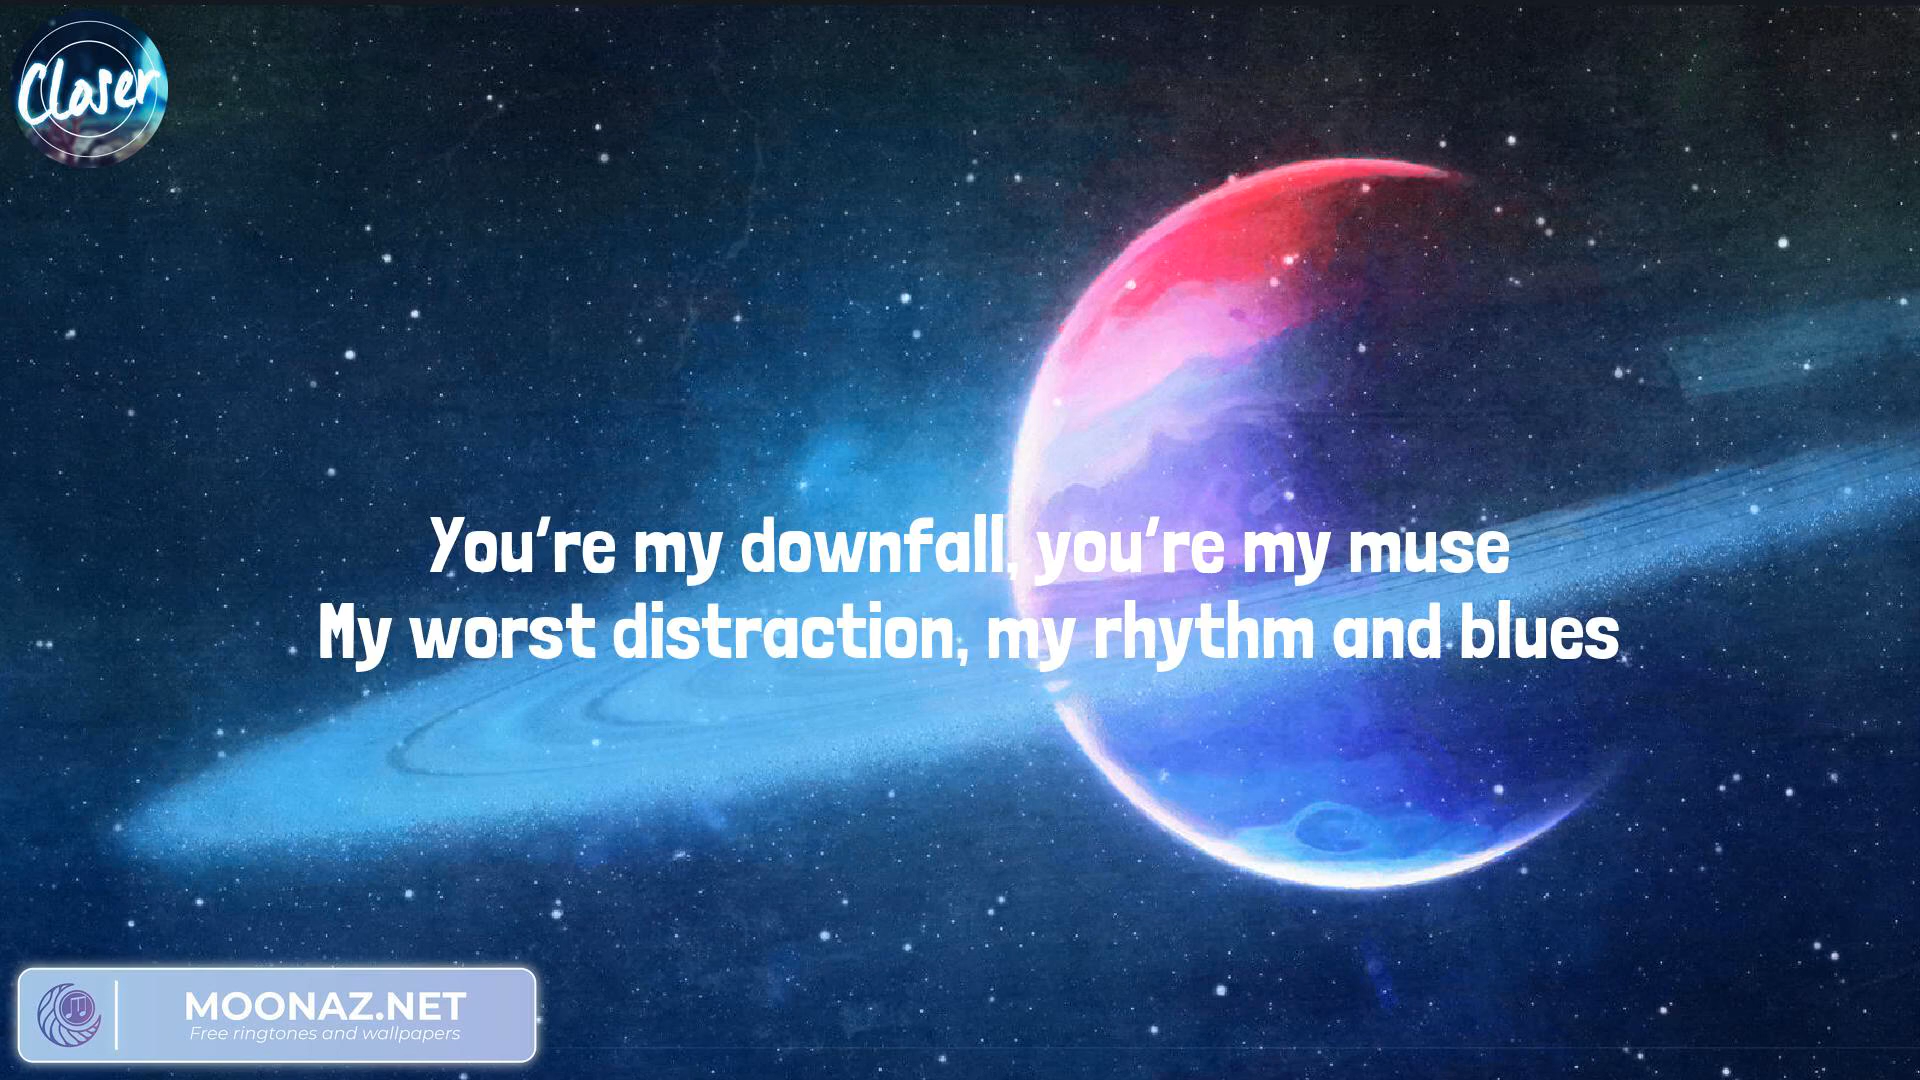 Closer
You’re my downfall, you’re my muse
My worst distraction, my rhythm and blues
MOONAZ.NET
Free ringtones and wallpapers